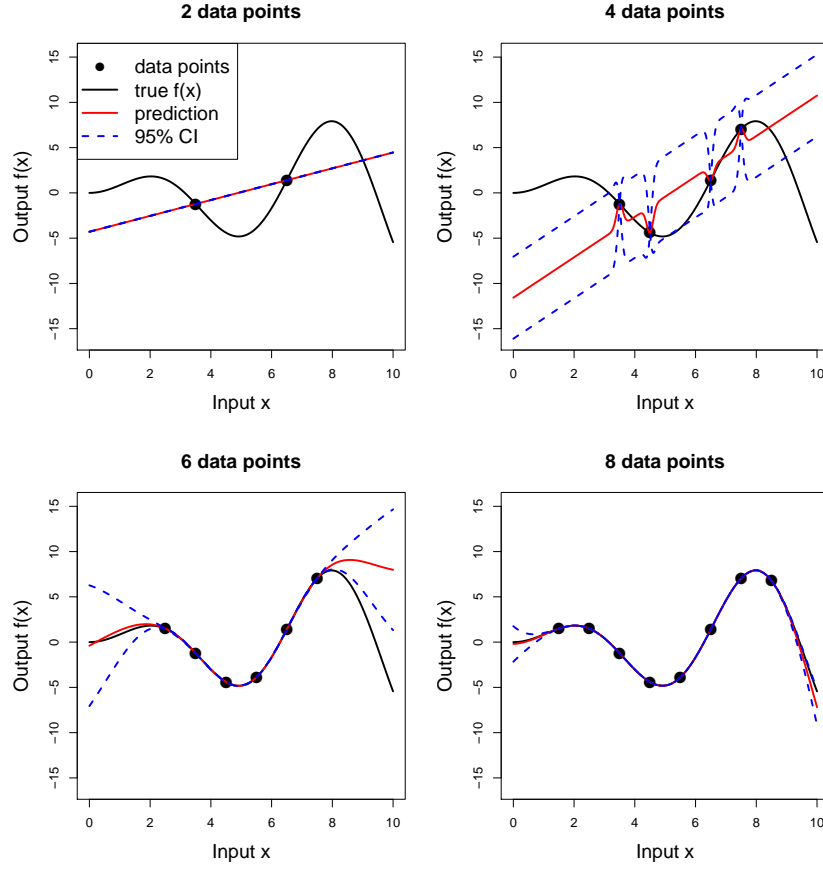 2 data points
data points
true f(x)
prediction
95% CI
Output f(x)
15
10
5
0
−5
−10
−15
0 2 4 6 8 10
Input x
4 data points
Output f(x)
15
10
5
0
−5
−10
−15
0 2 4 6 8 10
Input x
6 data points
Output f(x)
15
10
5
0
−5
−10
−15
0 2 4 6 8 10
Input x
8 data points
Output f(x)
15
10
5
0
−5
−10
−15
0 2 4 6 8 10
Input x